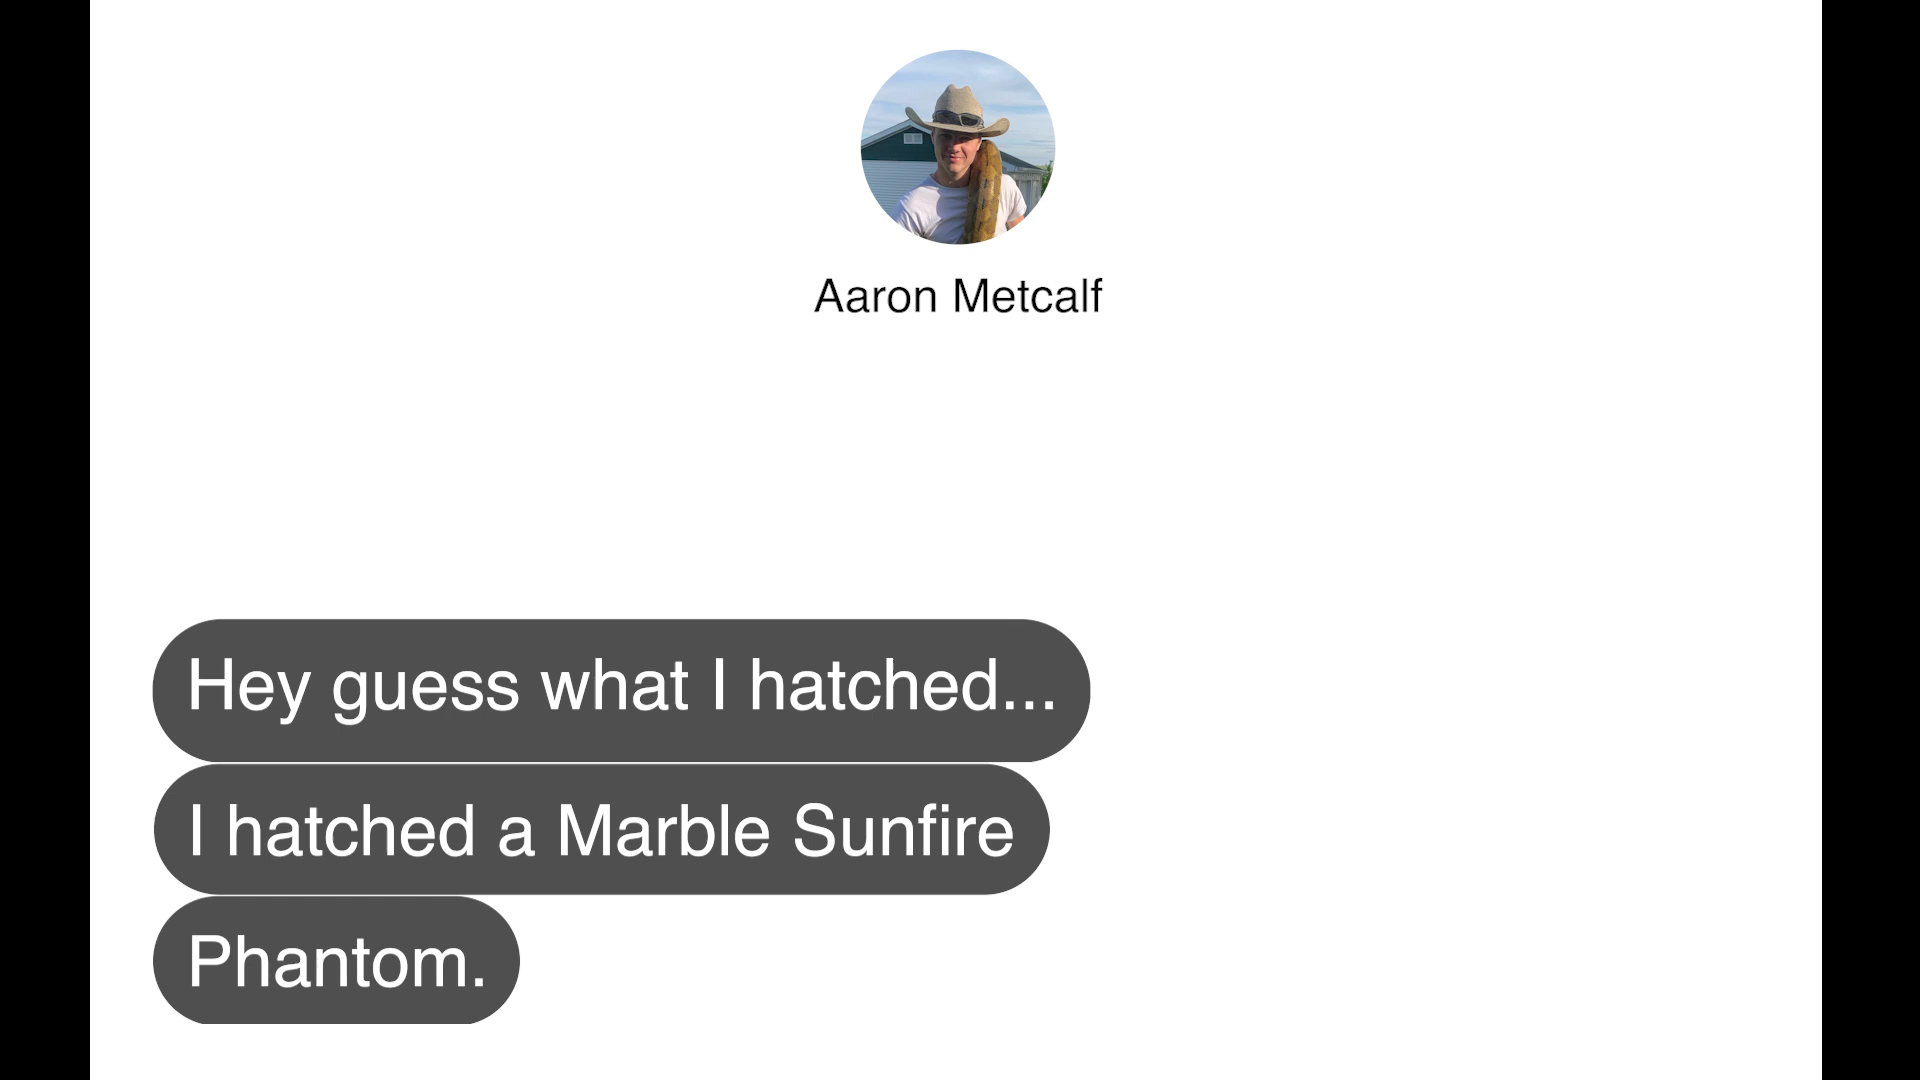 Aaron Metcalf
Hey guess what I hatched...
I hatched a Marble Sunfire
Phantom.